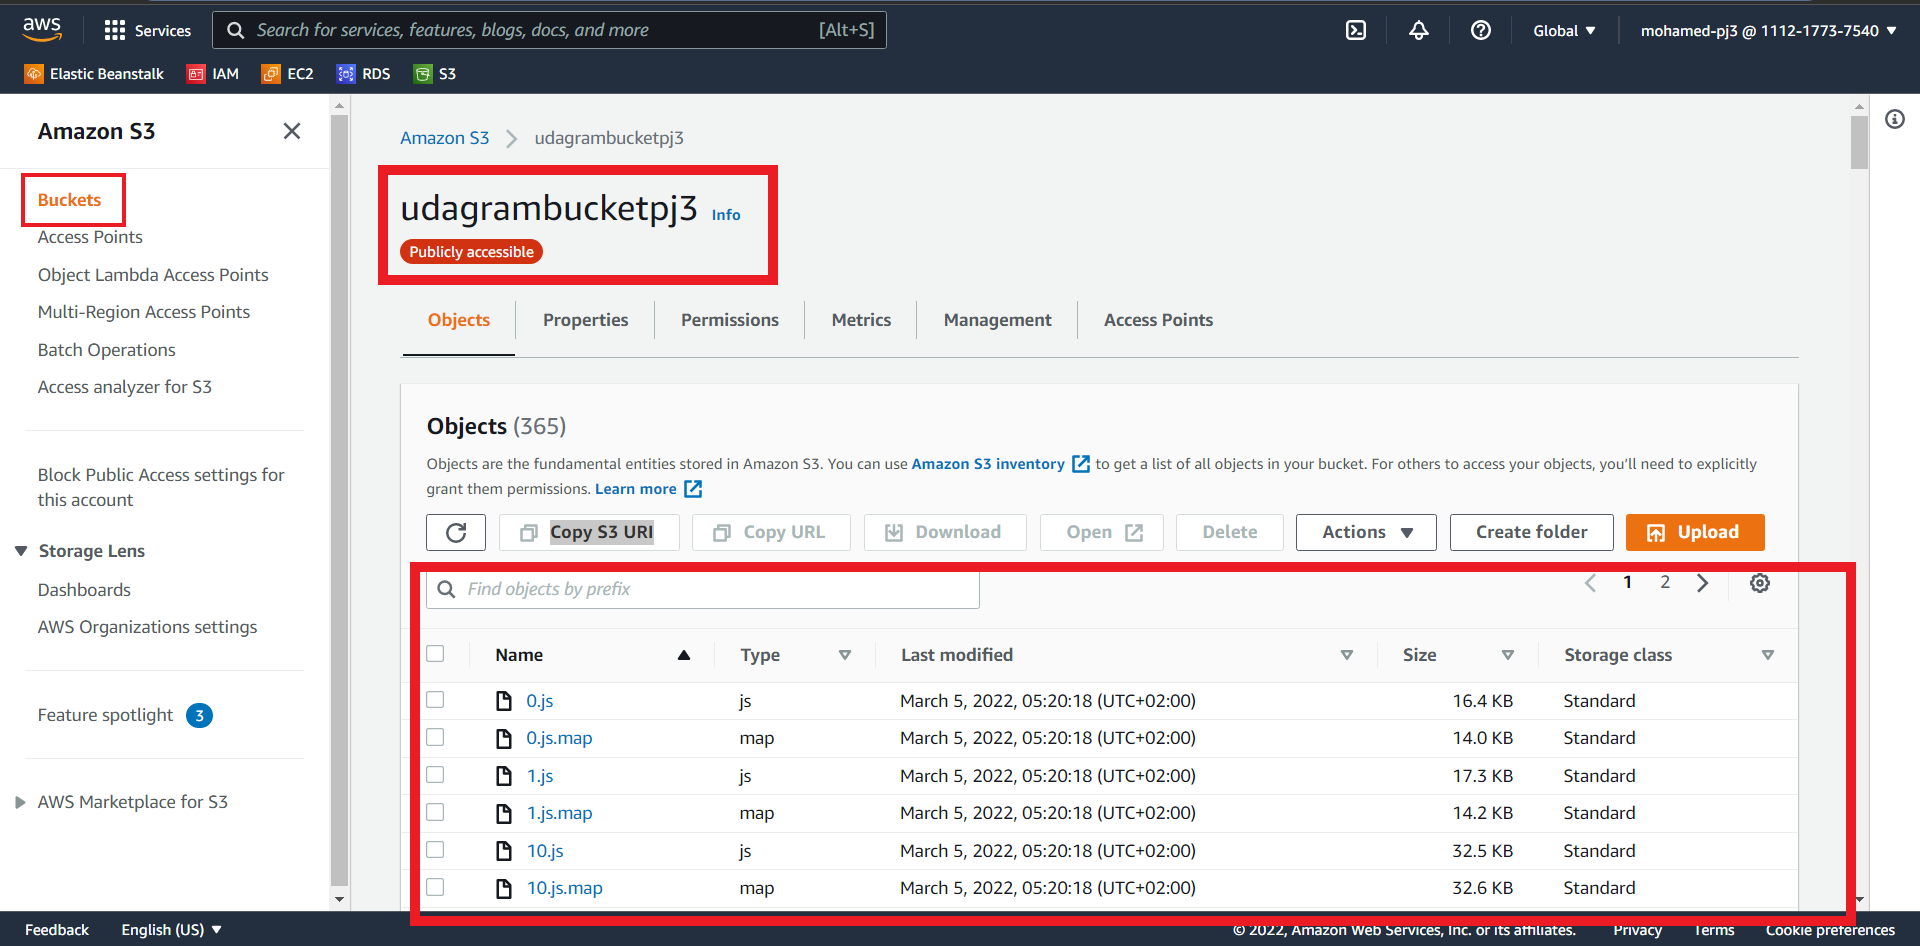 aws
Services
Search for services, features, blogs, docs, and more [Alt+S]
Global
mohamed-pj3 @ 1112-1773-7540
Elastic Beanstalk IAM EC2 RDS S3
Amazon S3
Buckets
Access Points
Object Lambda Access Points
Multi-Region Access Points
Batch Operations
Access analyzer for S3
Block Public Access settings for
this account
Storage Lens
Dashboards
AWS Organizations settings
Feature spotlight 3
AWS Marketplace for S3
Amazon S3 udagrambucketpj3
udagrambucketpj3 Info
Publicly accessible
Objects Properties Permissions Metrics Management Access Points
Objects (365)
Objects are the fundamental entities stored in Amazon S3. You can use Amazon S3 inventory to get a list of all objects in your bucket. For others to access your objects, you'll need to explicitly
grant them permissions. Learn more
Copy S3 URI Copy URL Download Open Delete Actions Create folder Upload
Find objects by prefix 1 2
Name Type Last modified Size Storage class
0.js js March 5, 2022, 05:20:18 (UTC+02:00) 16.4 KB Standard
0.js.map map March 5, 2022, 05:20:18 (UTC+02:00) 14.0 KB Standard
1.js js March 5, 2022, 05:20:18 (UTC+02:00) 17.3 KB Standard
1.js.map map March 5, 2022, 05:20:18 (UTC+02:00) 14.2 KB Standard
10.js js March 5, 2022, 05:20:18 (UTC+02:00) 32.5 KB Standard
10.js.map map March 5, 2022, 05:20:18 (UTC+02:00) 32.6 KB Standard
Feedback English (US) © 2022, Amazon Web Services, Inc. or its affiliates. Privacy Terms Cookie preferences